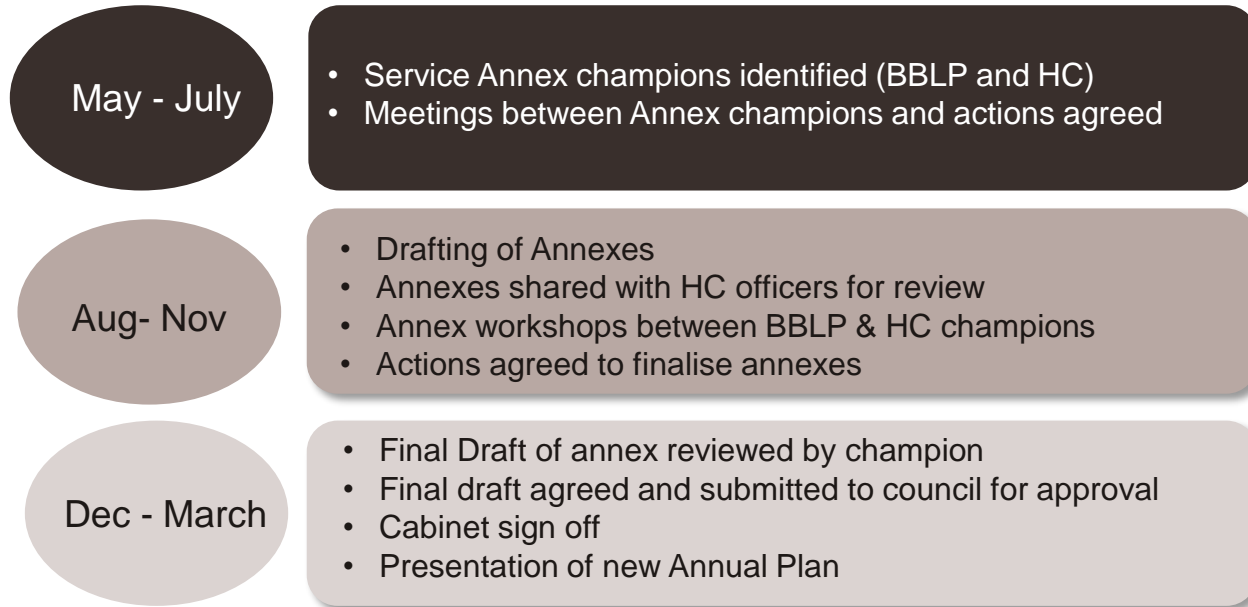 May - July
• Service Annex champions identified (BBLP and HC)
• Meetings between Annex champions and actions agreed
Aug- Nov
• Drafting of Annexes
• Annexes shared with HC officers for review
• Annex workshops between BBLP & HC champions
• Actions agreed to finalise annexes
Dec - March
• Final Draft of annex reviewed by champion
• Final draft agreed and submitted to council for approval
• Cabinet sign off
• Presentation of new Annual Plan